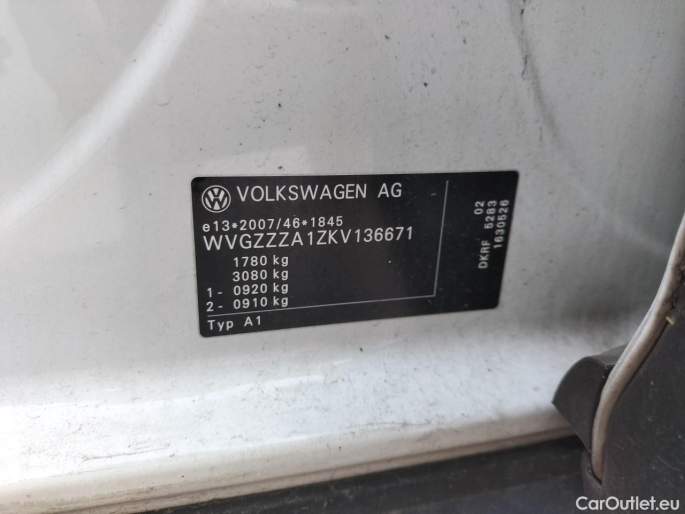 VOLKSWAGEN AG
e13*2007/46*1845
WVGZZZA1ZKV136671
1780 kg
3080 kg
1- 0920 kg
2- 0910 kg
Typ A1
02
DKRF 5283
1630526
CarOutlet.eu